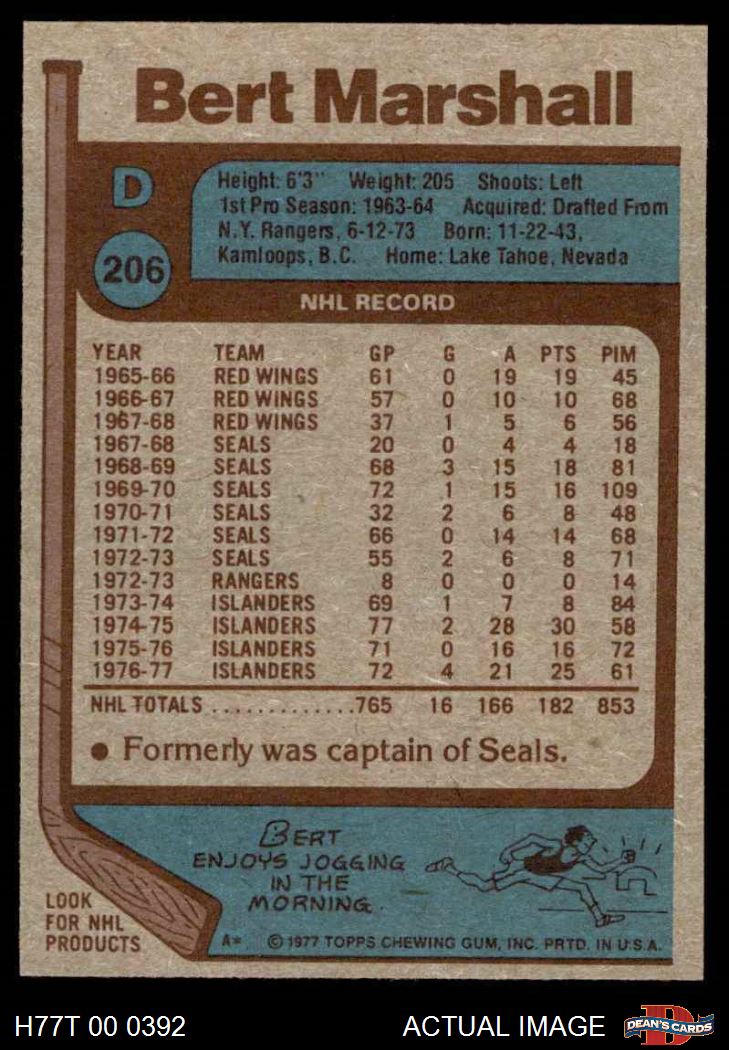 Bert Marshall
D
206
Height: 6'3" Weight: 205 Shoots: Left
1st Pro Season: 1963-64 Acquired: Drafted From
N.Y. Rangers, 6-12-73 Born: 11-22-43,
Kamloops, B.C. Home: Lake Tahoe, Nevada
NHL RECORD
YEAR TEAM GP G A PTS PIM
1965-66 RED WINGS 61 0 19 19 45
1966-67 RED WINGS 57 0 10 10 68
1967-68 RED WINGS 37 1 5 6 56
1967-68 SEALS 20 0 4 4 18
1968-69 SEALS 68 3 15 18 81
1969-70 SEALS 72 1 15 16 109
1970-71 SEALS 32 2 6 8 48
1971-72 SEALS 66 0 14 14 68
1972-73 SEALS 55 2 6 8 71
1972-73 RANGERS 8 0 0 0 14
1973-74 ISLANDERS 69 1 7 8 84
1974-75 ISLANDERS 77 2 28 30 58
1975-76 ISLANDERS 71 0 16 16 72
1976-77 ISLANDERS 72 4 21 25 61
NHL TOTALS .............765 16 166 182 853
● Formerly was captain of Seals.
BERT
ENJOYS JOGGING
IN THE
MORNING.
LOOK
FOR NHL
PRODUCTS
A* © 1977 TOPPS CHEWING GUM, INC. PRTD. IN U.S.A.
H77T 00 0392 ACTUAL IMAGE
D
DEAN'S CARDS